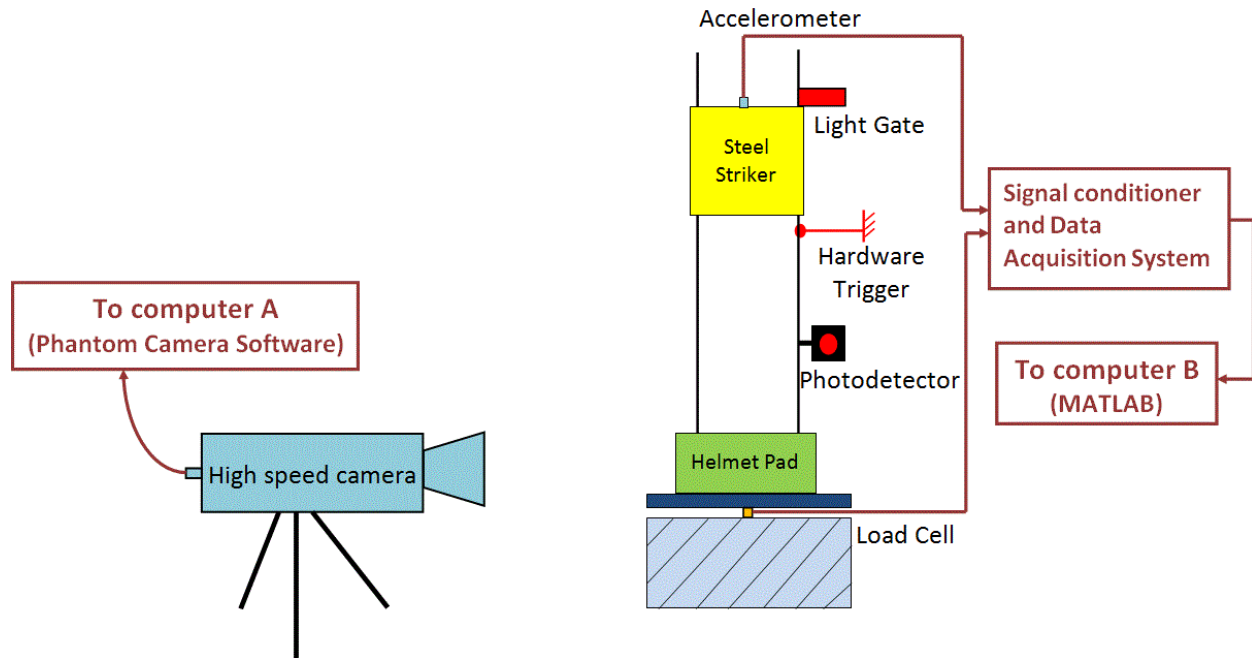 Accelerometer
Light Gate
Steel
Striker
Signal conditioner
and Data
Acquisition System
Hardware
Trigger
To computer A
(Phantom Camera Software)
Photodetector
To computer B
(MATLAB)
Helmet Pad
High speed camera
Load Cell